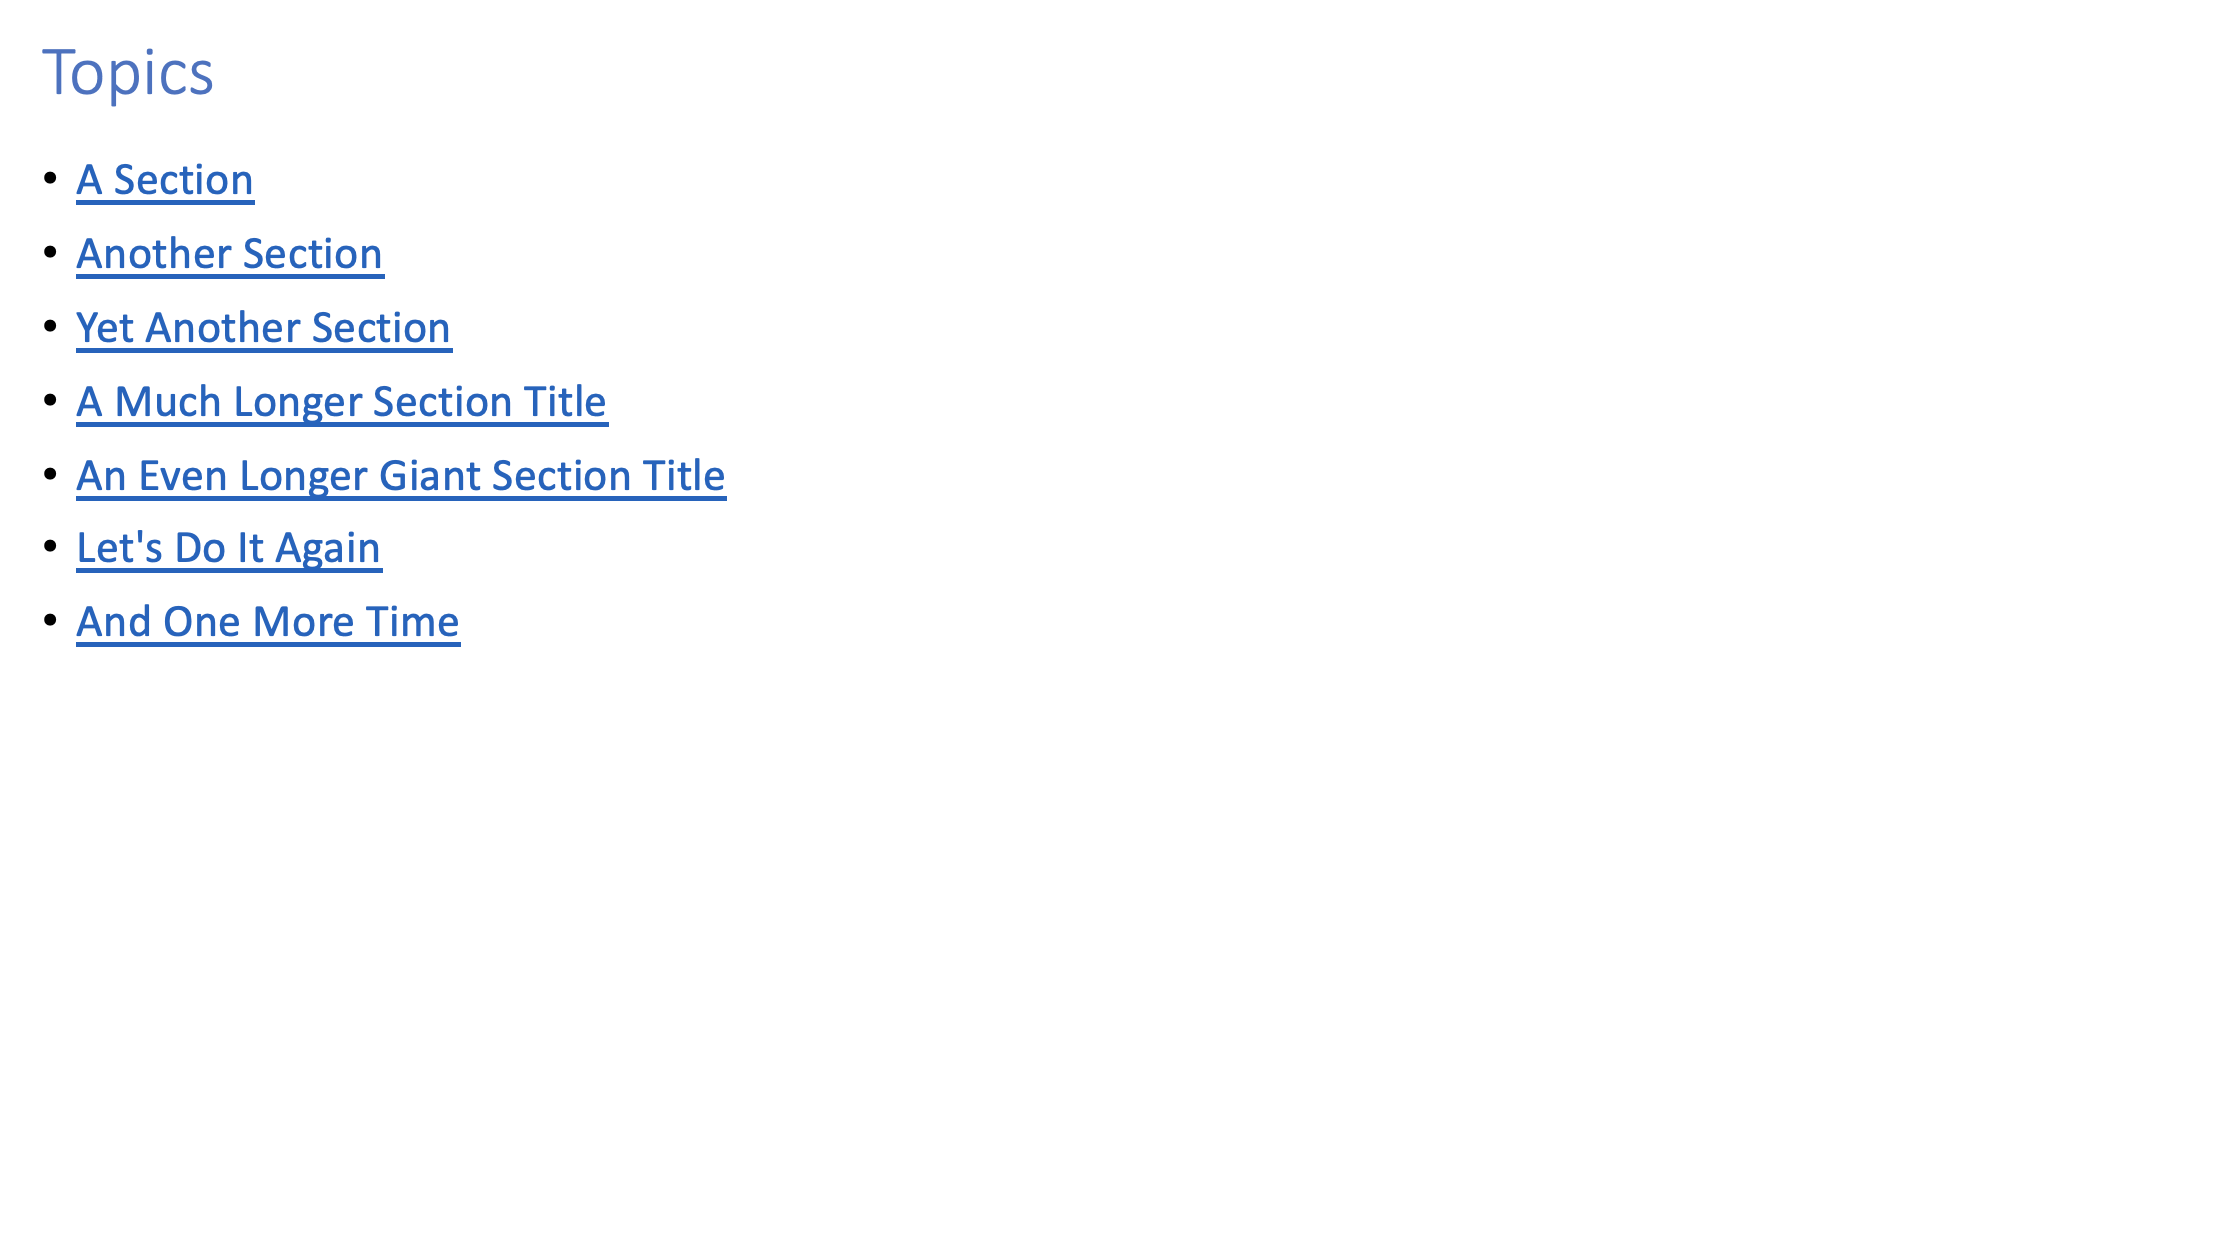 Topics
• A Section
• Another Section
• Yet Another Section
• A Much Longer Section Title
• An Even Longer Giant Section Title
• Let's Do It Again
• And One More Time